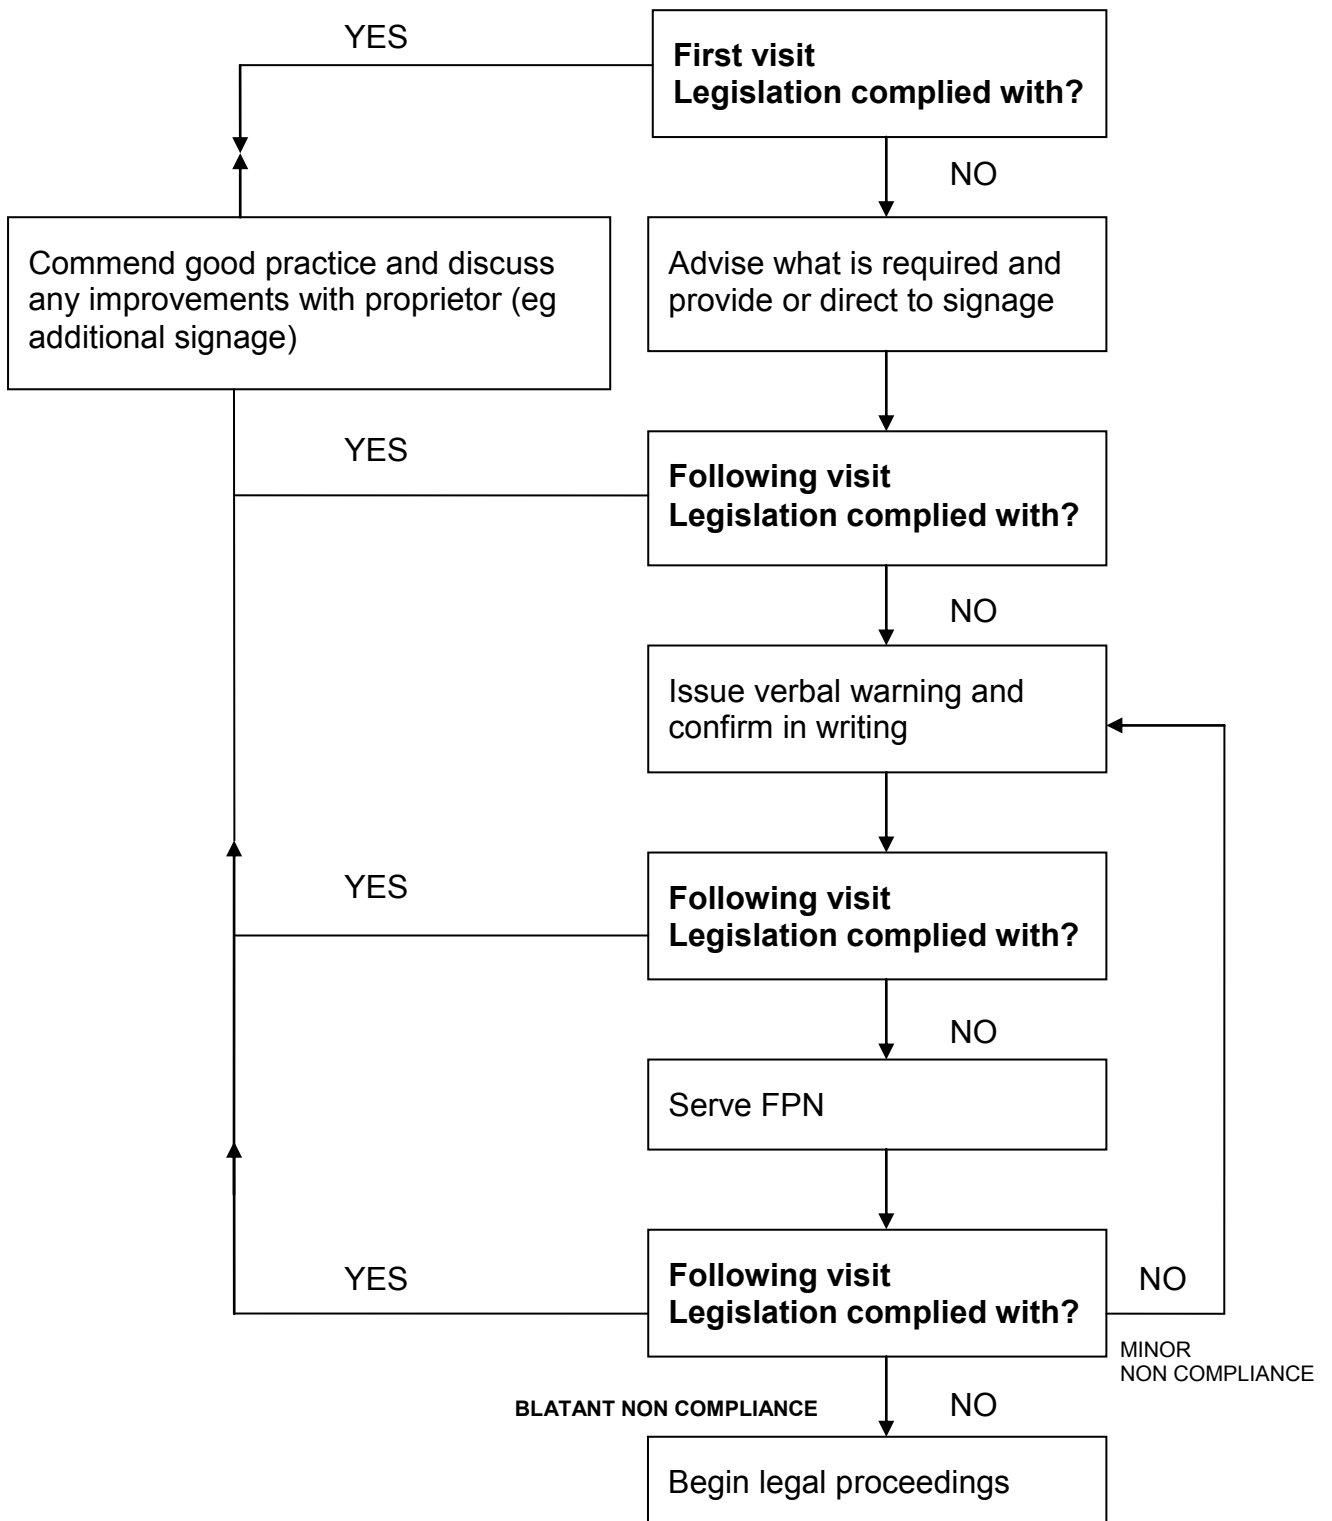 YES
First visit
Legislation complied with?
NO
Commend good practice and discuss
any improvements with proprietor (eg
additional signage)
Advise what is required and
provide or direct to signage
YES
Following visit
Legislation complied with?
NO
Issue verbal warning and
confirm in writing
YES
Following visit
Legislation complied with?
NO
Serve FPN
YES
Following visit
Legislation complied with?
NO
MINOR
NON COMPLIANCE
BLATANT NON COMPLIANCE
NO
Begin legal proceedings